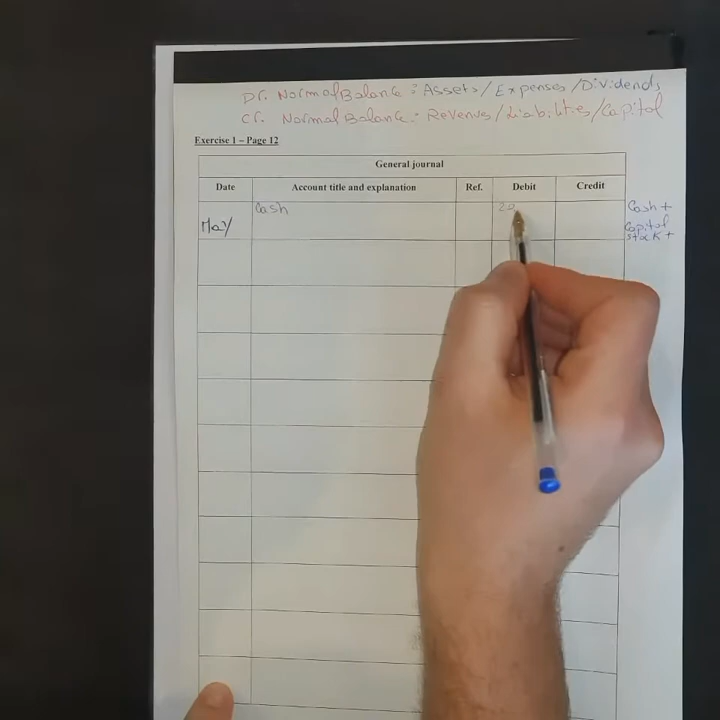 Dr. Normal Balance: Assets/Expenses/Dividends
Cr. Normal Balance: Revenues/Liabilities/Capital
Exercise 1 – Page 12
General journal
Date Account title and explanation Ref. Debit Credit
Cash 20 Cash +
May Capital
stock +